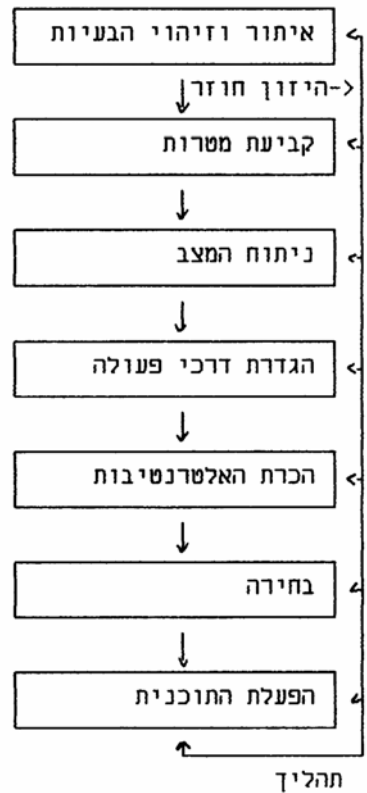 איתור וזיהוי הבעיות
<-היזון חוזר
קביעת מטרות
ניתוח המצב
הגדרת דרכי פעולה
הכרת האלטרנטיבות
בחירה
הפעלת התוכנית
תהליך